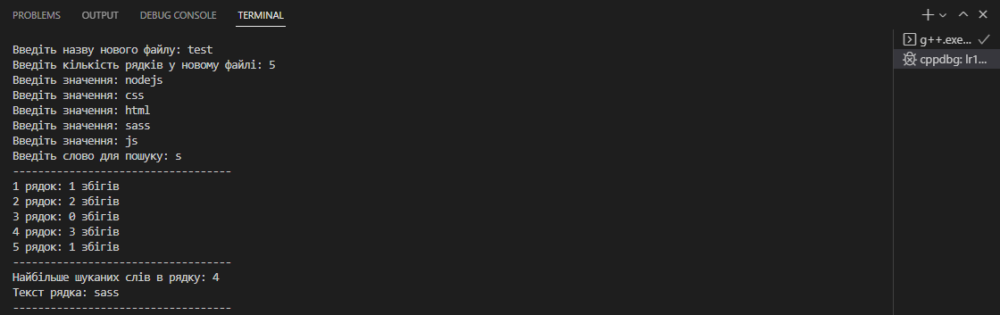 PROBLEMS OUTPUT DEBUG CONSOLE TERMINAL
Введіть назву нового файлу: test
Введіть кількість рядків у новому файлі: 5
Введіть значення: nodejs
Введіть значення: css
Введіть значення: html
Введіть значення: sass
Введіть значення: js
Введіть слово для пошуку: s
-----------------------------------
1 рядок: 1 збігів
2 рядок: 2 збігів
3 рядок: 0 збігів
4 рядок: 3 збігів
5 рядок: 1 збігів
-----------------------------------
Найбільше шуканих слів в рядку: 4
Текст рядка: sass
-----------------------------------
g++.exe...
cppdbg: lr1...